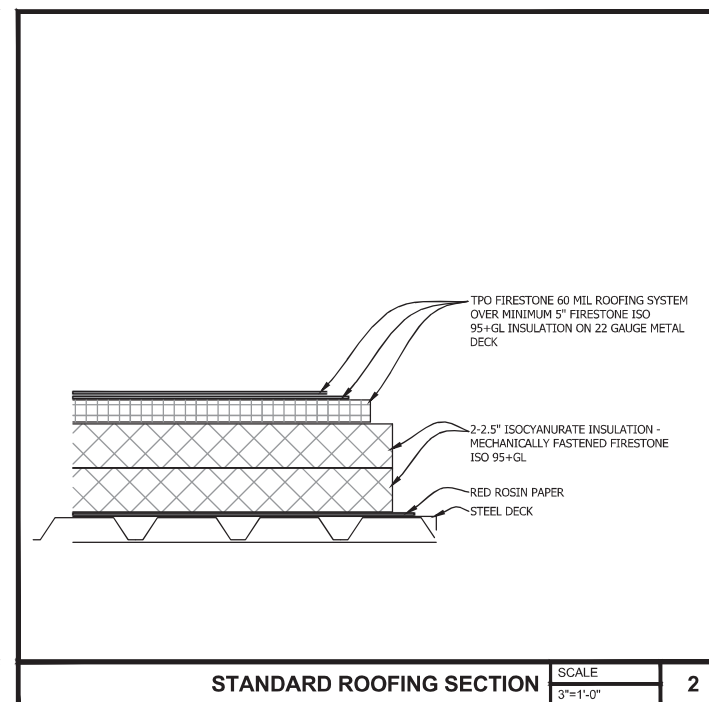 TPO FIRESTONE 60 MIL ROOFING SYSTEM
OVER MINIMUM 5" FIRESTONE ISO
95+GL INSULATION ON 22 GAUGE METAL
DECK
2-2.5" ISOCYANURATE INSULATION -
MECHANICALLY FASTENED FIRESTONE
ISO 95+GL
RED ROSIN PAPER
STEEL DECK
STANDARD ROOFING SECTION
SCALE
3"=1'-0"
2